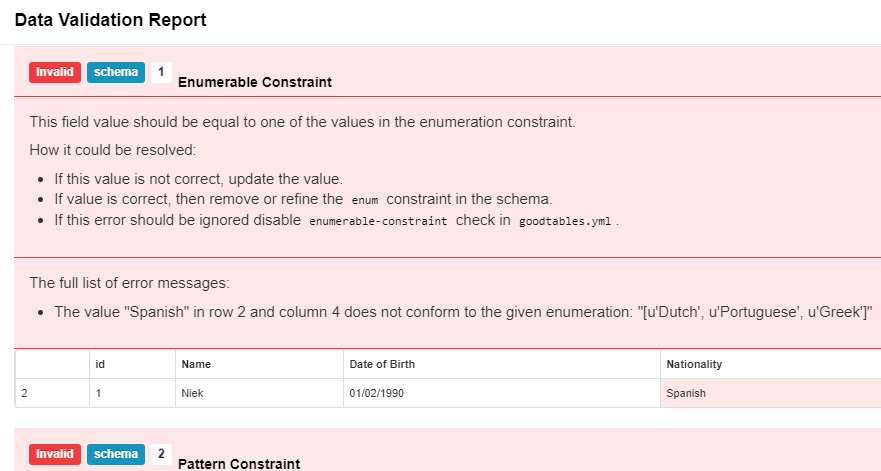 Data Validation Report
Invalid schema 1 Enumerable Constraint
This field value should be equal to one of the values in the enumeration constraint.
How it could be resolved:
• If this value is not correct, update the value.
• If value is correct, then remove or refine the enum constraint in the schema.
• If this error should be ignored disable enumerable-constraint check in goodtables.yml .
The full list of error messages:
• The value "Spanish" in row 2 and column 4 does not conform to the given enumeration: "[u'Dutch', u'Portuguese', u'Greek']"
id Name Date of Birth Nationality
2 1 Niek 01/02/1990 Spanish
Invalid schema 2 Pattern Constraint